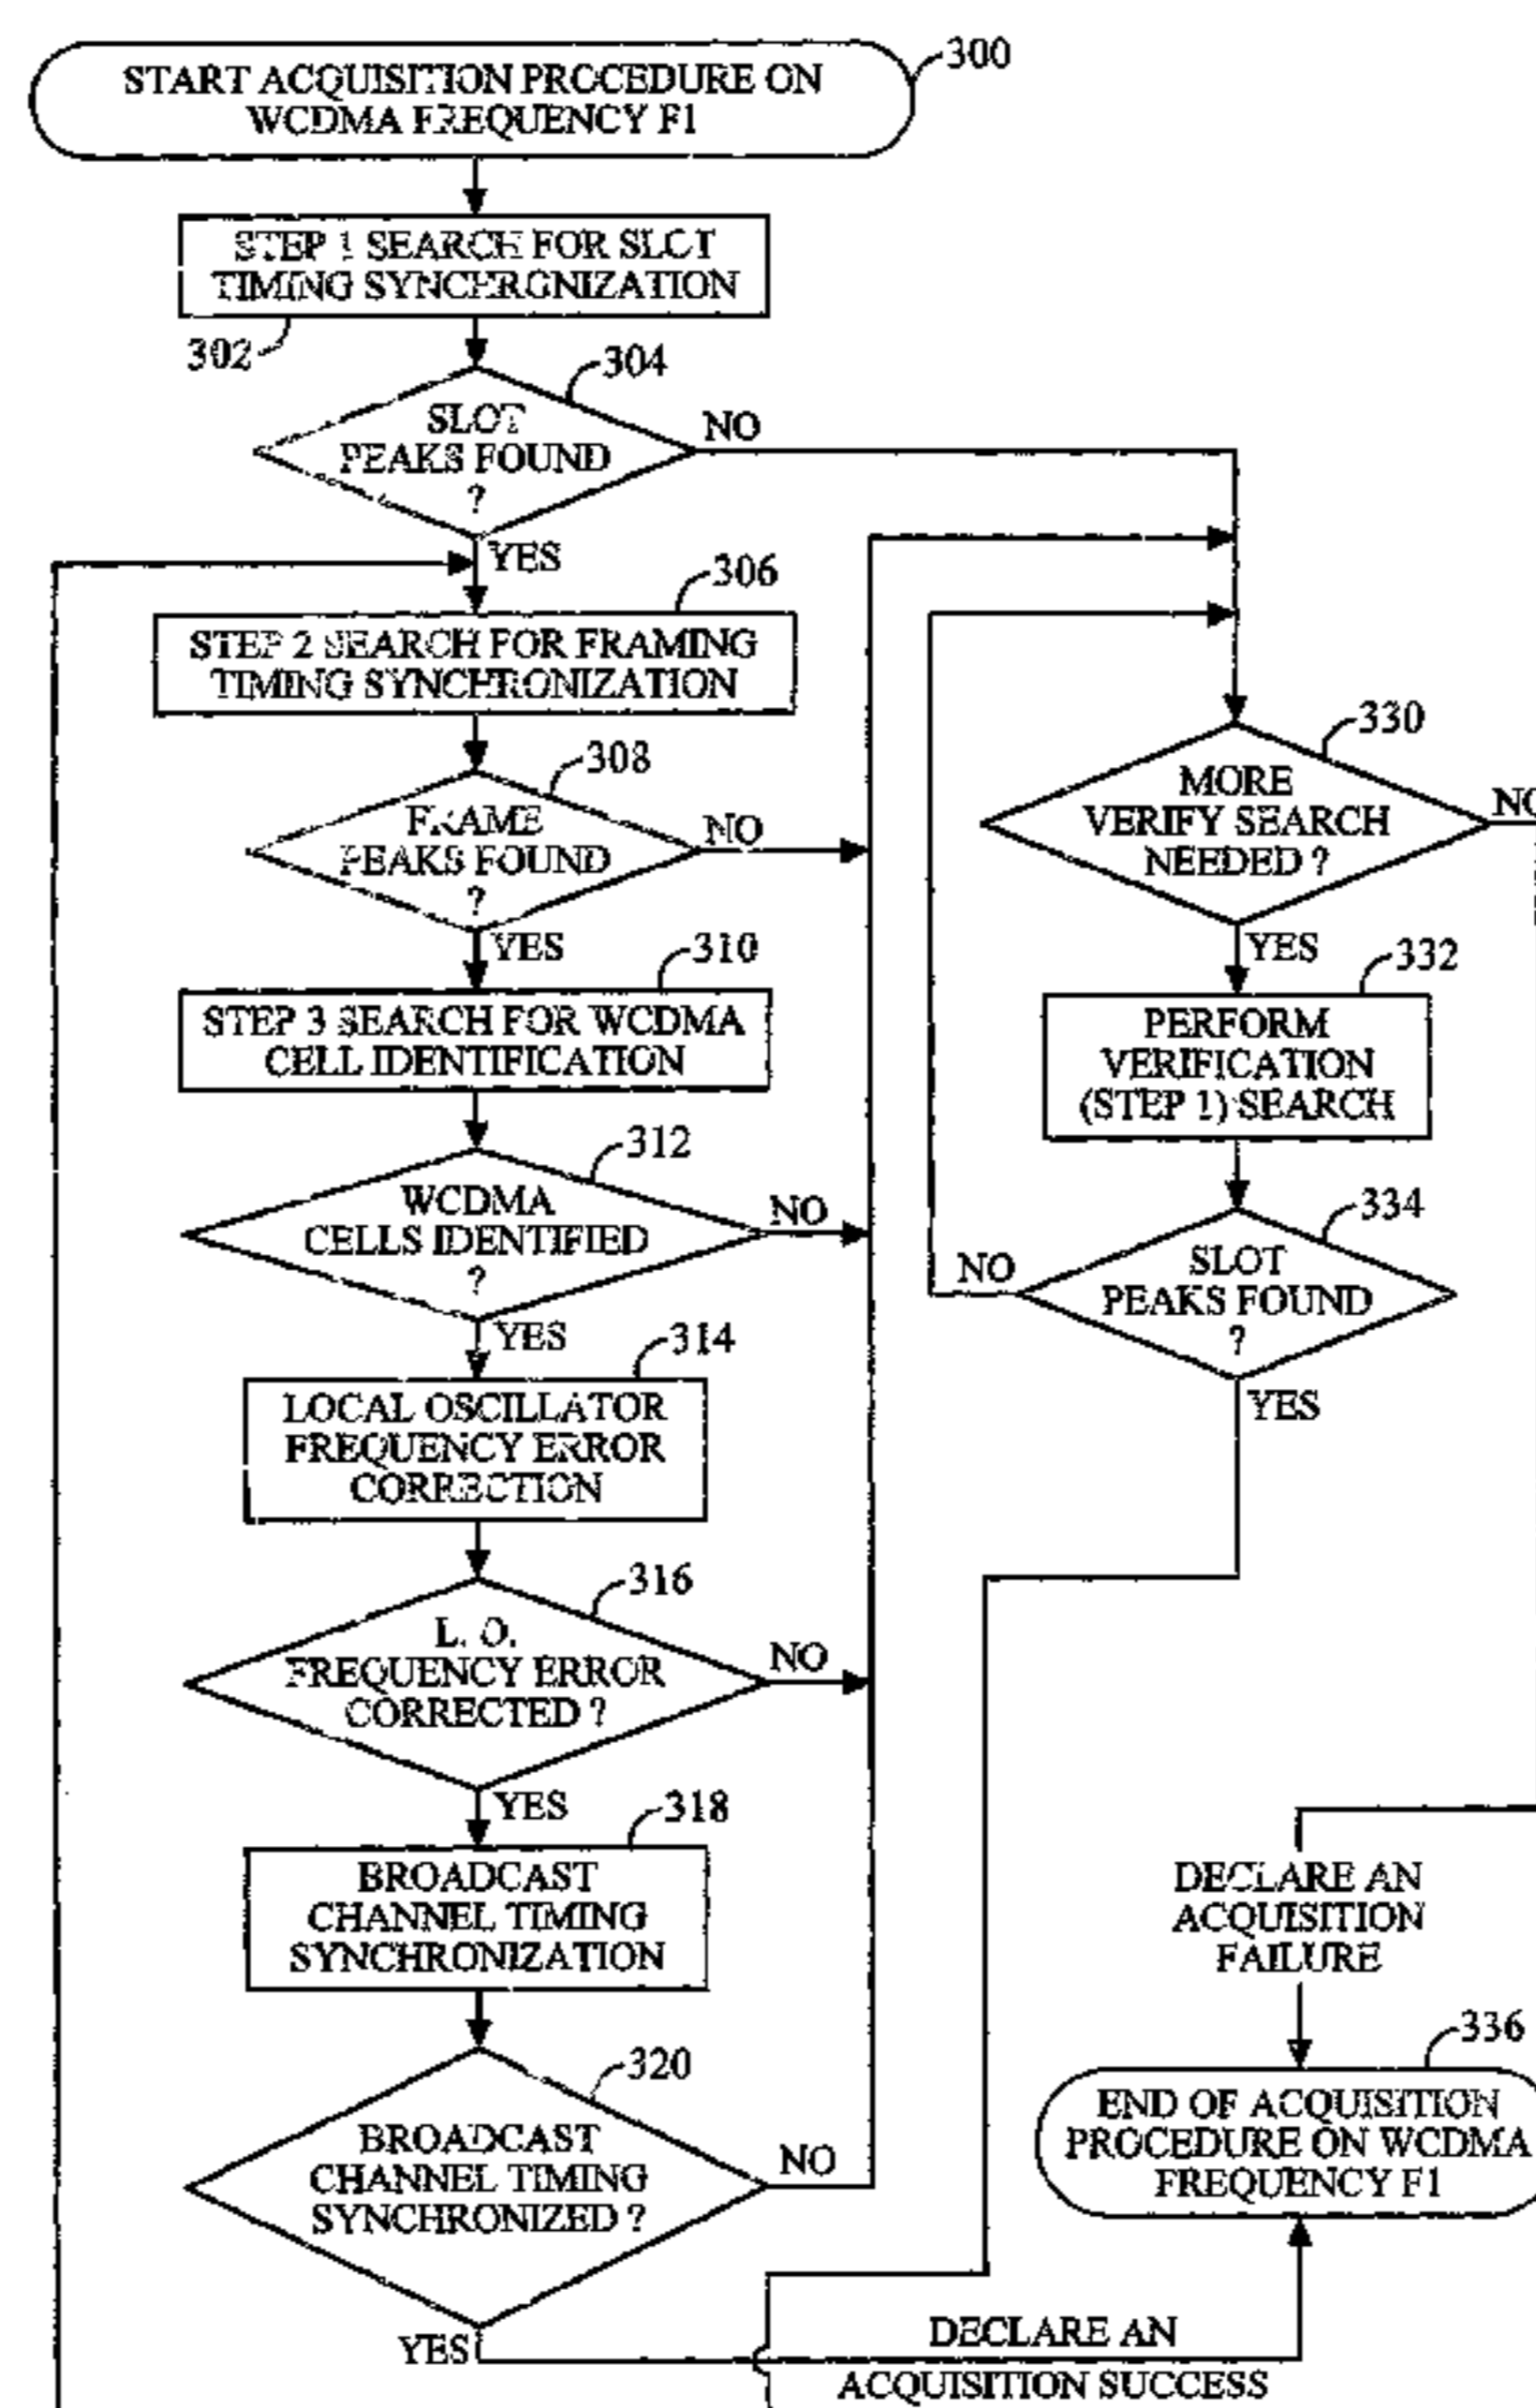 300
START ACQUISITION PROCEDURE ON
WCDMA FREQUENCY F1
STEP 1 SEARCH FOR SLOT
TIMING SYNCHRONIZATION
302
304
SLOT
PEAKS FOUND
?
NO
YES
306
STEP 2 SEARCH FOR FRAMING
TIMING SYNCHRONIZATION
308
FRAME
PEAKS FOUND
?
NO
YES
310
STEP 3 SEARCH FOR WCDMA
CELL IDENTIFICATION
312
WCDMA
CELLS IDENTIFIED
?
NO
YES
314
LOCAL OSCILLATOR
FREQUENCY ERROR
CORRECTION
316
L. O.
FREQUENCY ERROR
CORRECTED ?
NO
YES
318
BROADCAST
CHANNEL TIMING
SYNCHRONIZATION
320
BROADCAST
CHANNEL TIMING
SYNCHRONIZED ?
NO
YES
330
MORE
VERIFY SEARCH
NEEDED ?
NO
YES
332
PERFORM
VERIFICATION
(STEP 1) SEARCH
334
SLOT
PEAKS FOUND
?
NO
YES
DECLARE AN
ACQUISITION
FAILURE
336
END OF ACQUISITION
PROCEDURE ON WCDMA
FREQUENCY F1
DECLARE AN
ACQUISITION SUCCESS